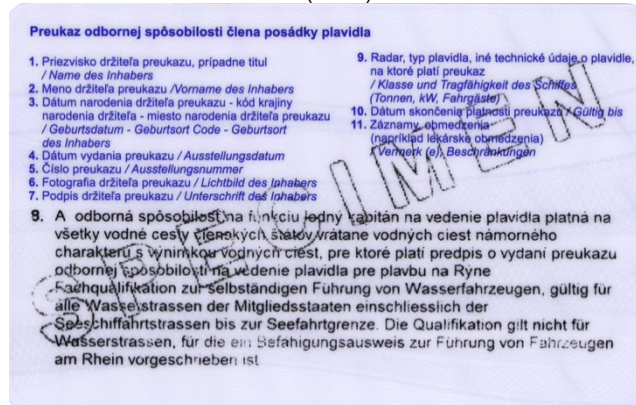 Preukaz odbornej spôsobilosti člena posádky plavidla
1. Priezvisko držiteľa preukazu, prípadne titul
/ Name des Inhabers
2. Meno držiteľa preukazu /Vorname des Inhabers
3. Dátum narodenia držiteľa preukazu - kód krajiny
narodenia držiteľa - miesto narodenia držiteľa preukazu
/ Geburtsdatum - Geburtsort Code - Geburtsort
des Inhabers
4. Dátum vydania preukazu / Ausstellungsdatum
5. Číslo preukazu / Ausstellungsnummer
6. Fotografia držiteľa preukazu / Lichtbild des Inhabers
7. Podpis držiteľa preukazu / Unterschrift des Inhabers
9. Radar, typ plavidla, iné technické údaje o plavidle,
na ktoré platí preukaz
/ Klasse und Tragfähigkeit des Schiffes
(Tonnen, kW, Fahrgäste)
10. Dátum skončenia platnosti preukazu / Gültig bis
11. Záznamy, obmedzenia
(napríklad lekárske obmedzenia)
/ Vermerk (e) Beschränkungen
8. A odborná spôsobilosť na funkciu lodný kapitán na vedenie plavidla platná na
všetky vodné cesty členských štátov vrátane vodných ciest námorného
charakteru s výnimkou vodných ciest, pre ktoré platí predpis o vydaní preukazu
odbornej spôsobilosti na vedenie plavidla pre plavbu na Rýne
Fachqualifikation zur selbständigen Führung von Wasserfahrzeugen, gültig für
alle Wasserstrassen der Mitgliedsstaaten einschliesslich der
Seeschiffahrtstrassen bis zur Seefahrtgrenze. Die Qualifikation gilt nicht für
Wasserstrassen, für die ein Befahigungsausweis zur Führung von Fahrzeugen
am Rhein vorgeschrieben ist
SPECIMEN